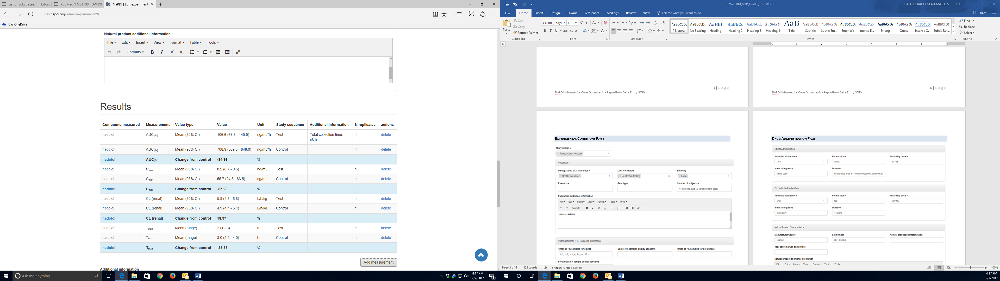 List of Substrates, Inhibitors
PubMed 17301733 | UW DII
NaPDI | Edit experiment
dev.napdi.org/admin/experiment/28
UW OneDrive
Natural product additional information
File Edit Insert View Format Table Tools
Formats B I X² X₂
Results
Compound measured Measurement Value type Value Unit Study sequence Additional information N replicates actions
nadolol AUC(0-t) Mean (95% CI) 106.6 (67.8 - 145.5) ng/mL*h Test Total collection time: 1 delete
48 h
nadolol AUC(0-t) Mean (95% CI) 708.9 (569.8 - 848.0) ng/mL*h Control 1 delete
nadolol AUC(0-t) Change from control -84.96 %
nadolol Cmax Mean (95% CI) 8.2 (6.7 - 9.6) ng/mL Test 1 delete
nadolol Cmax Mean (95% CI) 55.7 (24.8 - 86.5) ng/mL Control 1 delete
nadolol Cmax Change from control -85.28 %
nadolol CL (renal) Mean (95% CI) 5.8 (4.8 - 6.8) L/h/kg Test 1 delete
nadolol CL (renal) Mean (95% CI) 4.9 (4.4 - 5.4) L/h/kg Control 1 delete
nadolol CL (renal) Change from control 18.37 %
nadolol Tmax Mean (range) 2 (1 - 3) h Test 1 delete
nadolol Tmax Mean (range) 3.0 (2.0 - 4.0) h Control 1 delete
nadolol Tmax Change from control -33.33 %
Add measurement
Additional information
Ask me anything
4:17 PM
2/7/2017
In Vivo DDI_SOP_Draft1_IR - Word
ISABELLE RAGUENEAU-MAJLESSI
File Home Insert Design Layout References Mailings Review View Tell me what you want to do Share
Paste
Cut
Copy
Format Painter
Clipboard
Calibri (Body) 11
Font
Paragraph
AaBbCcDc AaBbCcDc AaBbC AaBbCc AaBbCcI AaBbCcD AaB AaBbCcD AaBbCcDc AaBbCcDc AaBbCcDc AaBbCcDc AaBbCcDc AaBbCcDc AABBCCDD
¶ Normal No Spacing Heading 1 Heading 2 Heading 3 Heading 4 Title Subtitle Subtle Em... Emphasis Intense E... Strong Quote Intense Q... Subtle Ref...
Styles
Find
Replace
Select
Editing
3 | Page
NaPDI Informatics Core Documents- Repository Data Entry SOPs
4 | Page
NaPDI Informatics Core Documents- Repository Data Entry SOPs
EXPERIMENTAL CONDITIONS PAGE
Study design
× Randomized crossover
Population
Demographic characteristics Lifestyle factors Ethnicity
× Healthy volunteers × No alcohol drinking × Asian
Phenotype Genotype Number of subjects
11 enrolled, and 10 completed the study
Population additional information
File Edit Insert View Format Table Tools
Formats B I
Japanese subjects
Pharmacokinetic (PK) Sampling Information
Times of PK samples for object Object PK samples quality concerns Times of PK samples for precipitant
0.5, 1, 2, 3, 4, 8, 24, and 48 h
Precipitant PK sample quality concerns
DRUG ADMINISTRATION PAGE
Object Administration
Administration route Formulation Total daily dose
Oral tablet 30 mg
Interval/frequency Duration
single dose single dose after a 14-day pretreatment of green tea
Precipitant Administration
Administration route Formulation Total daily dose
Oral tea 700 mL
Interval/frequency Duration
twice daily 14 days
Natural Product Characteristics
Manufacturer/source Lot number Natural product characterization
Bigelow BG1029384
Year sourcing was completed
Natural product additional information
File Edit Insert View Format Table Tools
Page 3 of 6 321 words English (United States) 100%
4:17 PM
2/7/2017